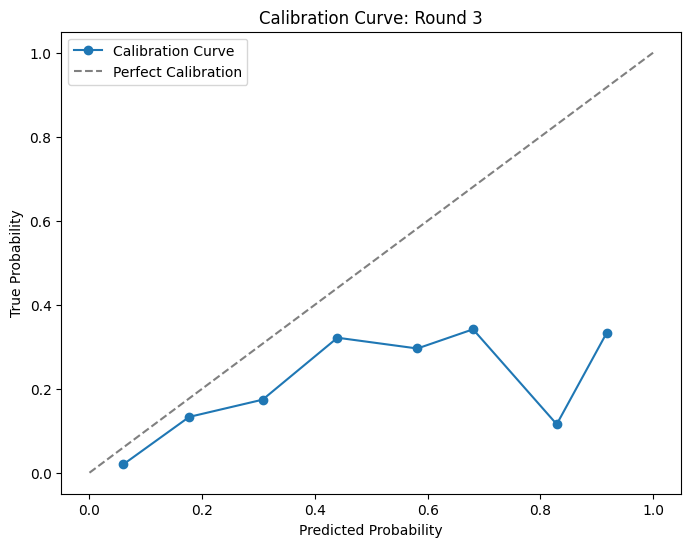 Calibration Curve: Round 3
Calibration Curve
Perfect Calibration
1.0
0.8
0.6
0.4
0.2
0.0
True Probability
0.0 0.2 0.4 0.6 0.8 1.0
Predicted Probability